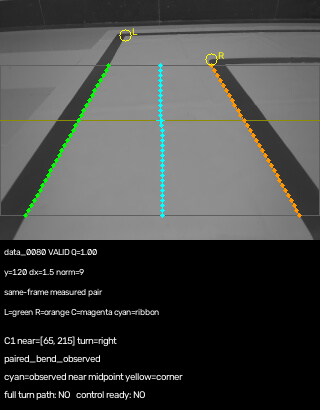 L
R
data_0080 VALID Q=1.00
y=120 dx=1.5 norm=9
same-frame measured pair
L=green R=orange C=magenta cyan=ribbon
C1 near=[65, 215] turn=right
paired_bend_observed
cyan=observed near midpoint yellow=corner
full turn path: NO control ready: NO